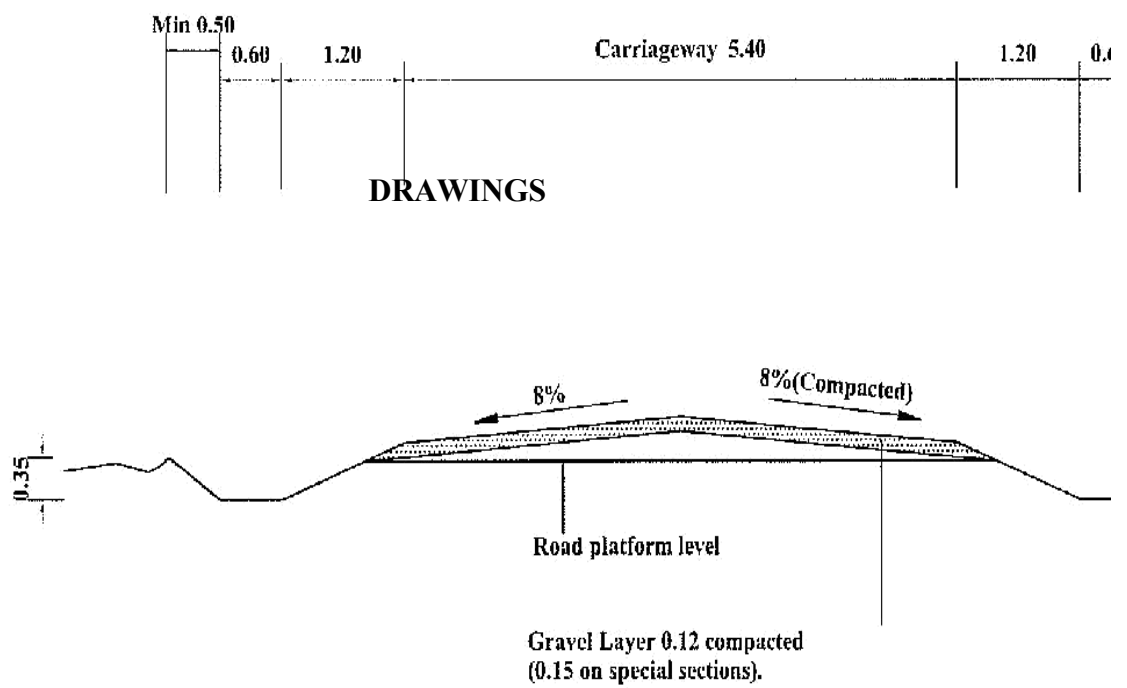 Min 0.50
0.60
1.20
Carriageway 5.40
1.20
DRAWINGS
8%
8%(Compacted)
0.35
Road platform level
Gravel Layer 0.12 compacted
(0.15 on special sections).